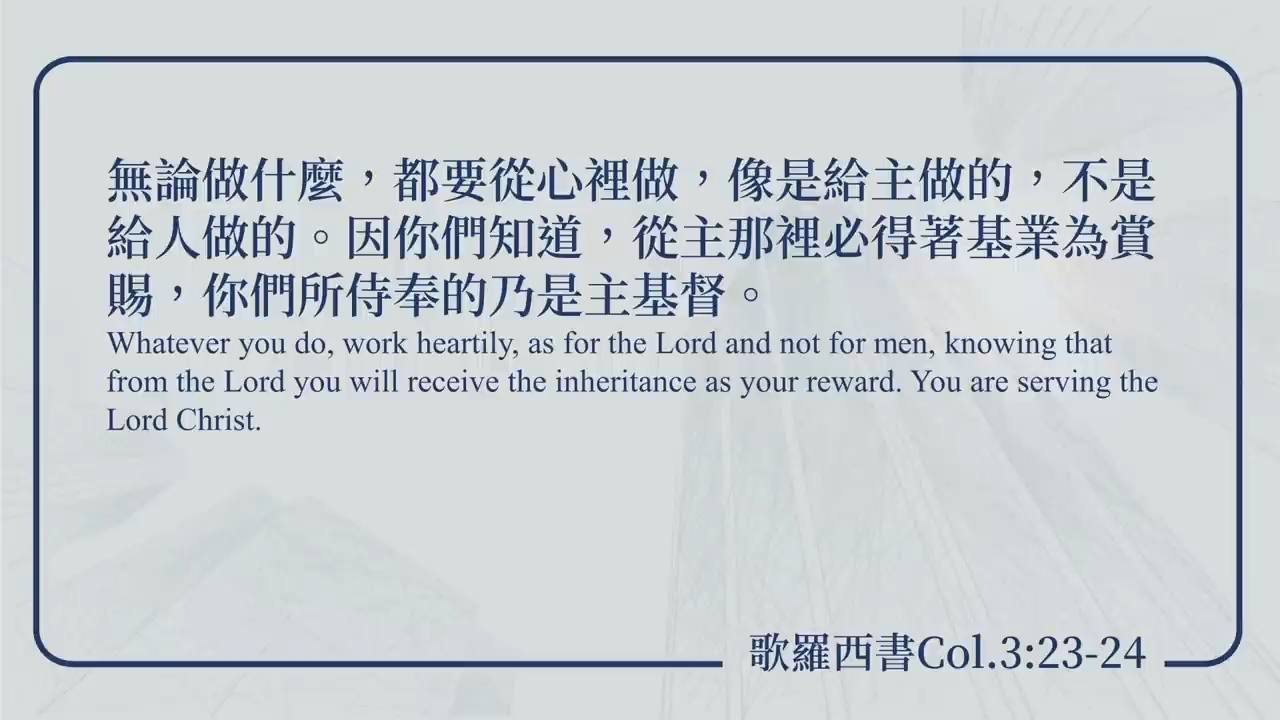 無論做什麼，都要從心裡做，像是給主做的，不是
給人做的。因你們知道，從主那裡必得著基業為賞
賜，你們所侍奉的乃是主基督。
Whatever you do, work heartily, as for the Lord and not for men, knowing that
from the Lord you will receive the inheritance as your reward. You are serving the
Lord Christ.
歌羅西書Col.3:23-24